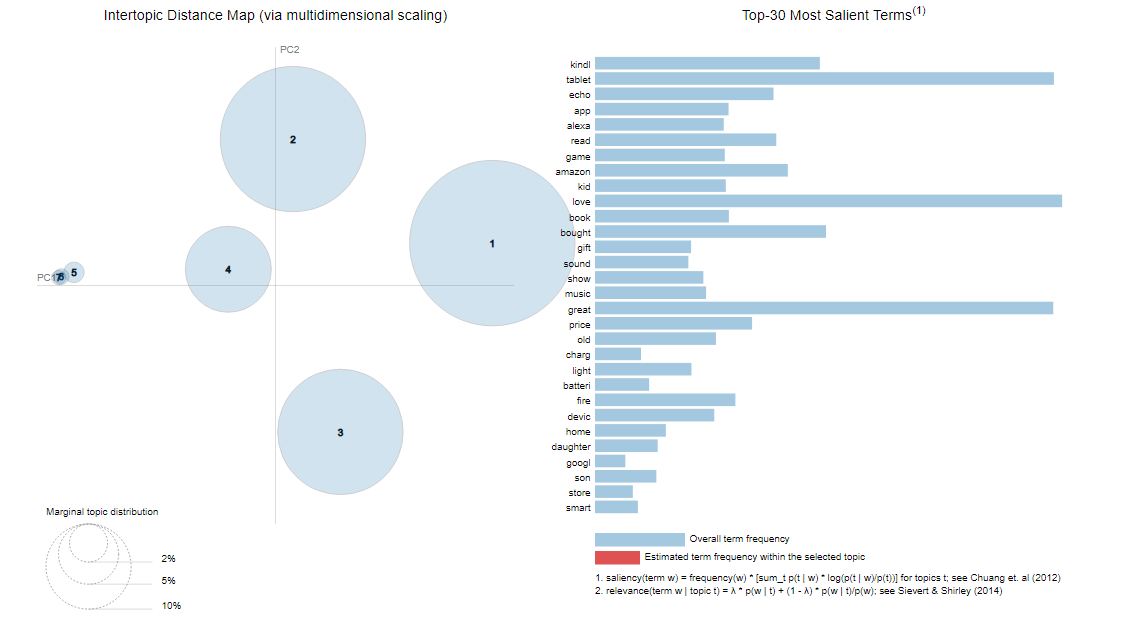 Intertopic Distance Map (via multidimensional scaling)
PC2
2
1
4
5
3
Marginal topic distribution
2%
5%
10%
Top-30 Most Salient Terms(1)
kindl
tablet
echo
app
alexa
read
game
amazon
kid
love
book
bought
gift
sound
show
music
great
price
old
charg
light
batteri
fire
devic
home
daughter
googl
son
store
smart
Overall term frequency
Estimated term frequency within the selected topic
1. saliency(term w) = frequency(w) * [sum_t p(t | w) * log(p(t | w)/p(t))] for topics t; see Chuang et. al (2012)
2. relevance(term w | topic t) = λ * p(w | t) + (1 - λ) * p(w | t)/p(w); see Sievert & Shirley (2014)